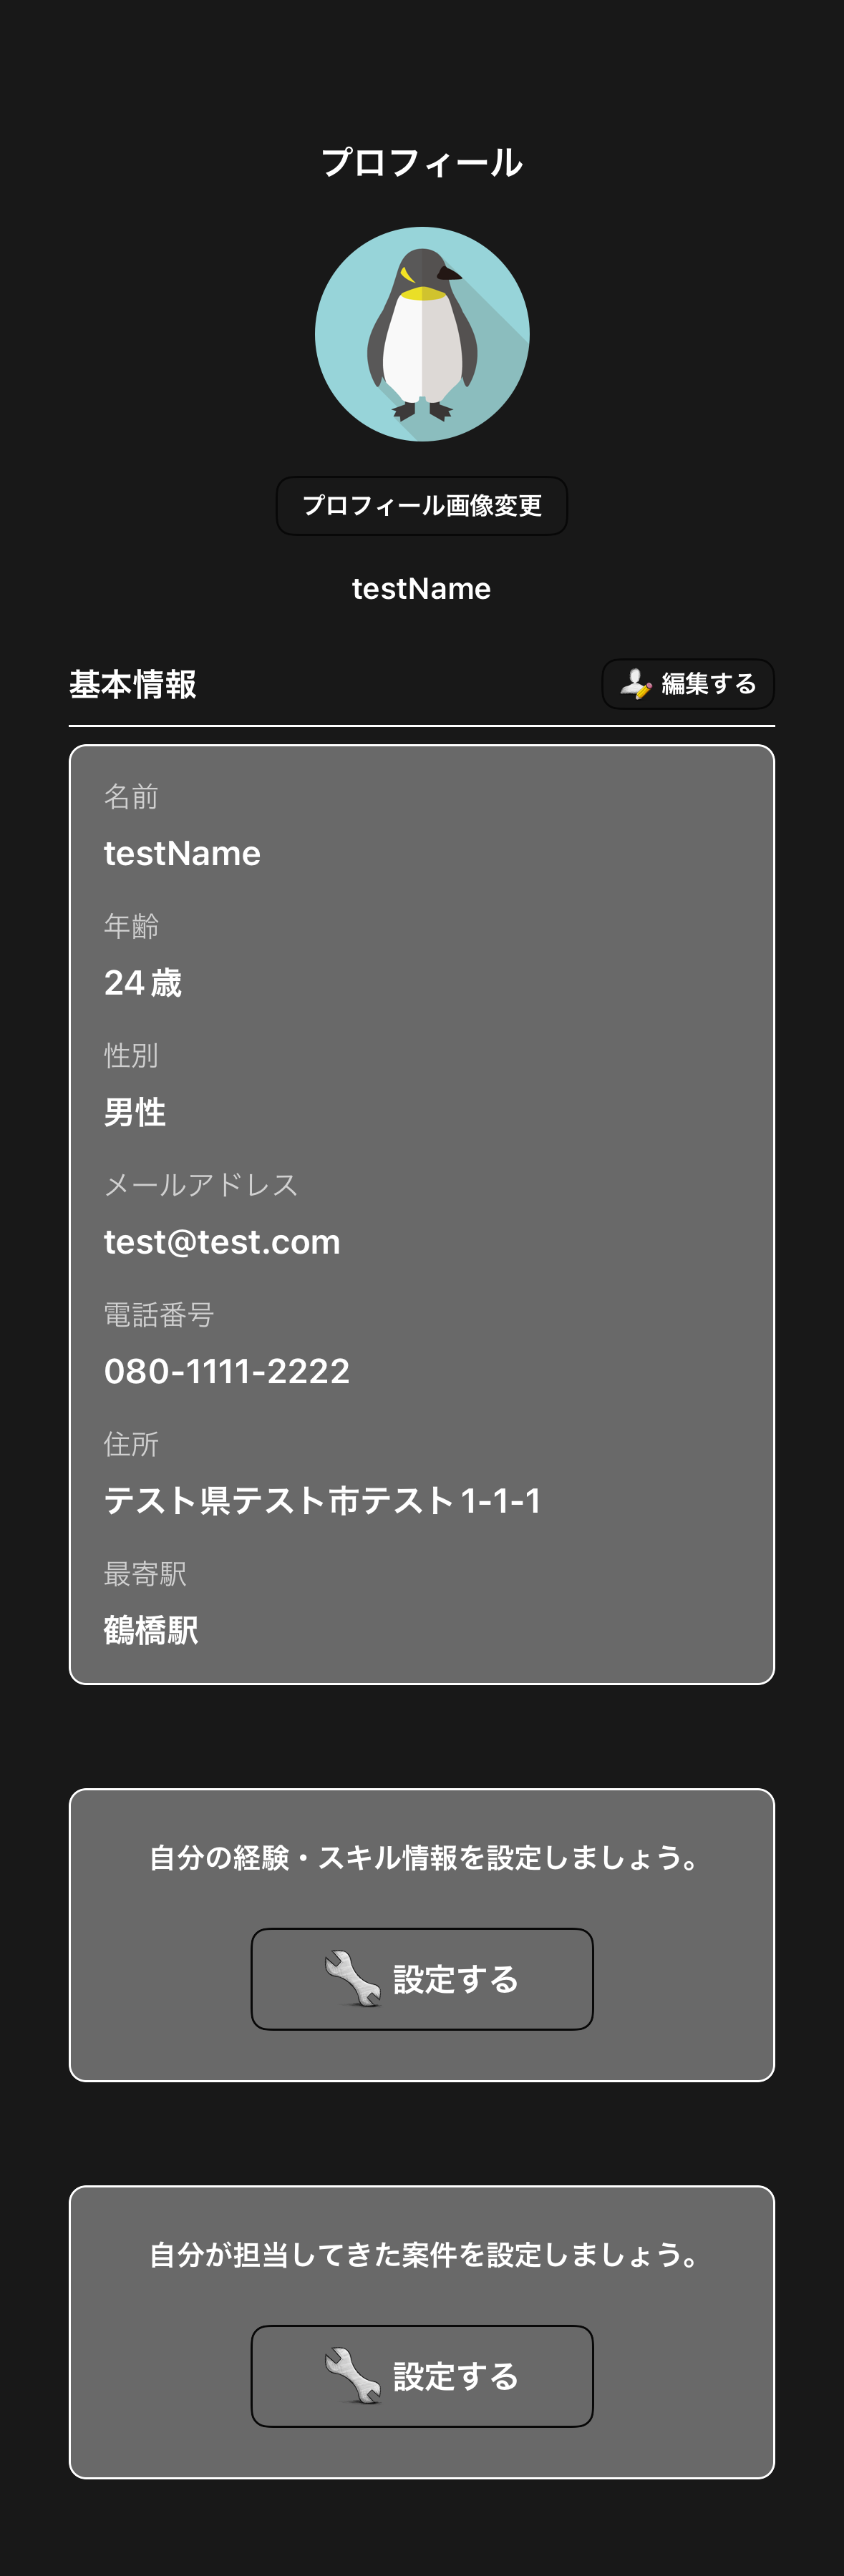 プロフィール
プロフィール画像変更
testName
基本情報
編集する
名前
testName
年齢
24歳
性別
男性
メールアドレス
test@test.com
電話番号
080-1111-2222
住所
テスト県テスト市テスト1-1-1
最寄駅
鶴橋駅
自分の経験・スキル情報を設定しましょう。
設定する
自分が担当してきた案件を設定しましょう。
設定する